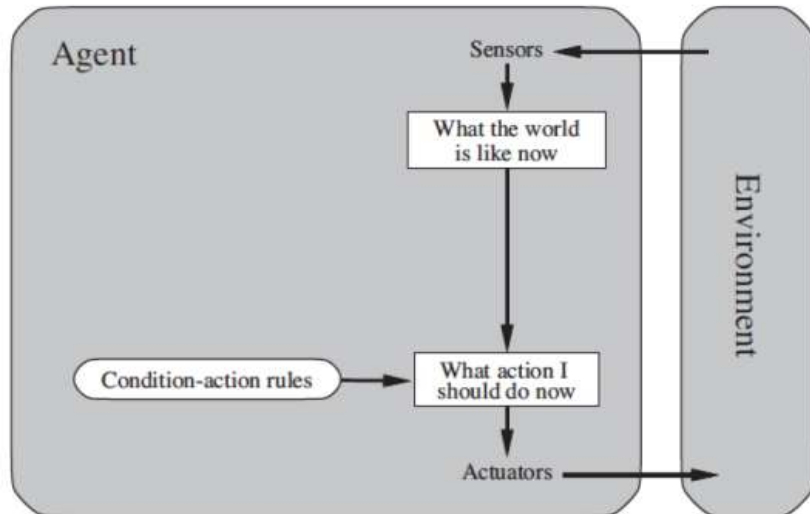 Agent
Sensors
What the world
is like now
Environment
Condition-action rules
What action I
should do now
Actuators